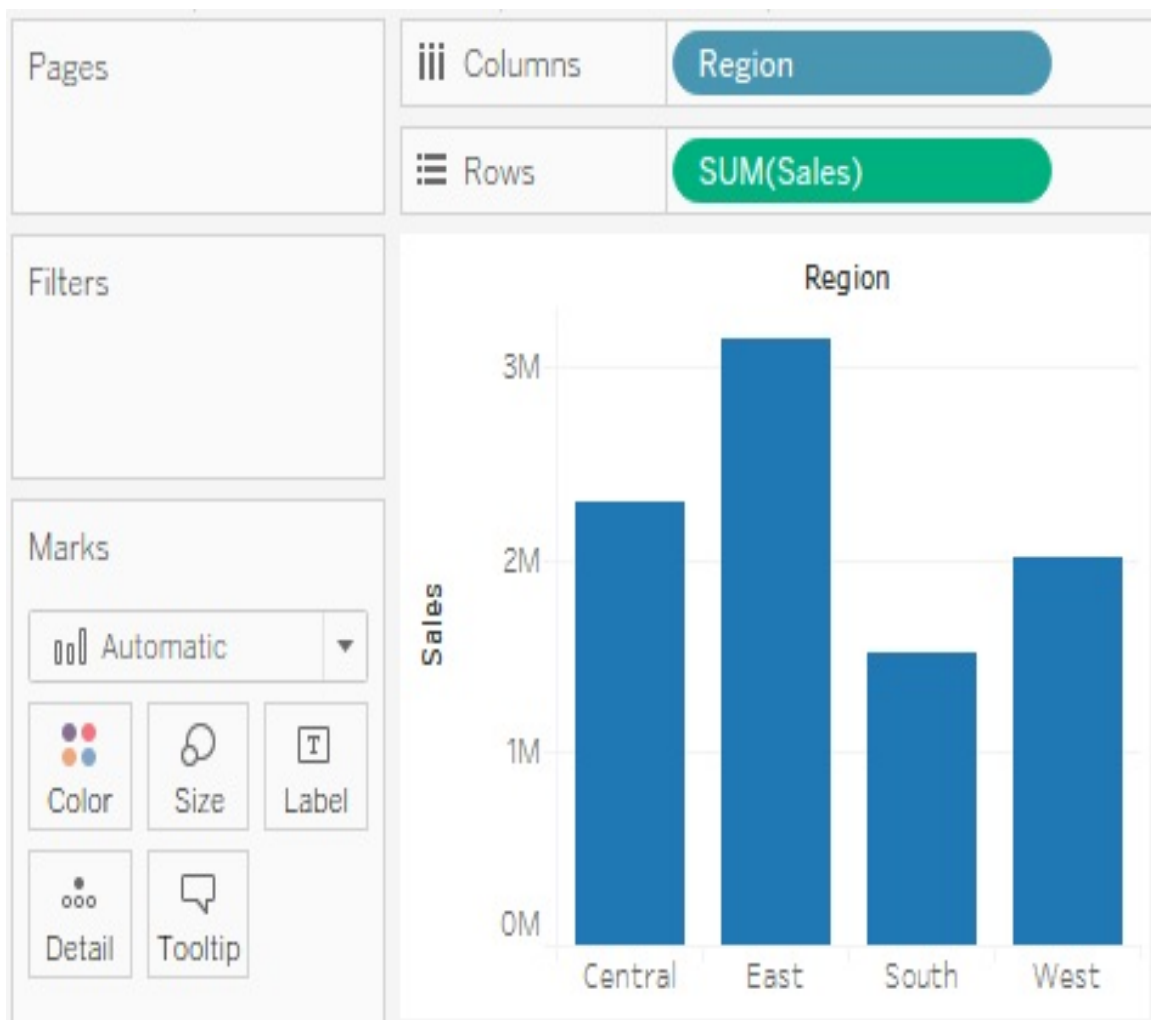 Pages
Columns
Region
Rows
SUM(Sales)
Filters
Marks
Automatic
Color
Size
T
Label
Detail
Tooltip
Region
3M
2M
1M
0M
Sales
Central
East
South
West